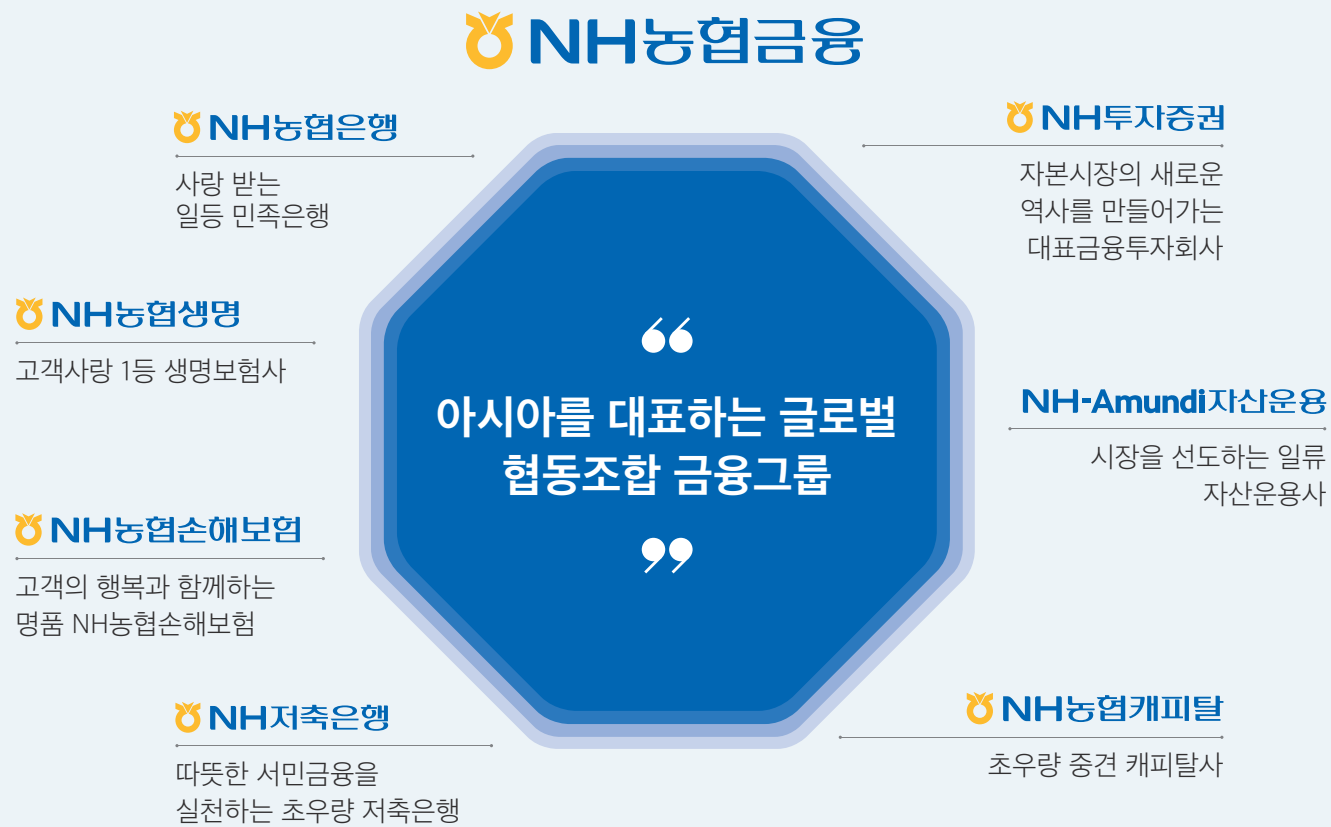 NH농협금융
NH농협은행
사랑 받는
일등 민족은행
NH투자증권
자본시장의 새로운
역사를 만들어가는
대표금융투자회사
NH농협생명
고객사랑 1등 생명보험사
“
아시아를 대표하는 글로벌
협동조합 금융그룹
”
NH-Amundi자산운용
시장을 선도하는 일류
자산운용사
NH농협손해보험
고객의 행복과 함께하는
명품 NH농협손해보험
NH저축은행
따뜻한 서민금융을
실천하는 초우량 저축은행
NH농협캐피탈
초우량 중견 캐피탈사